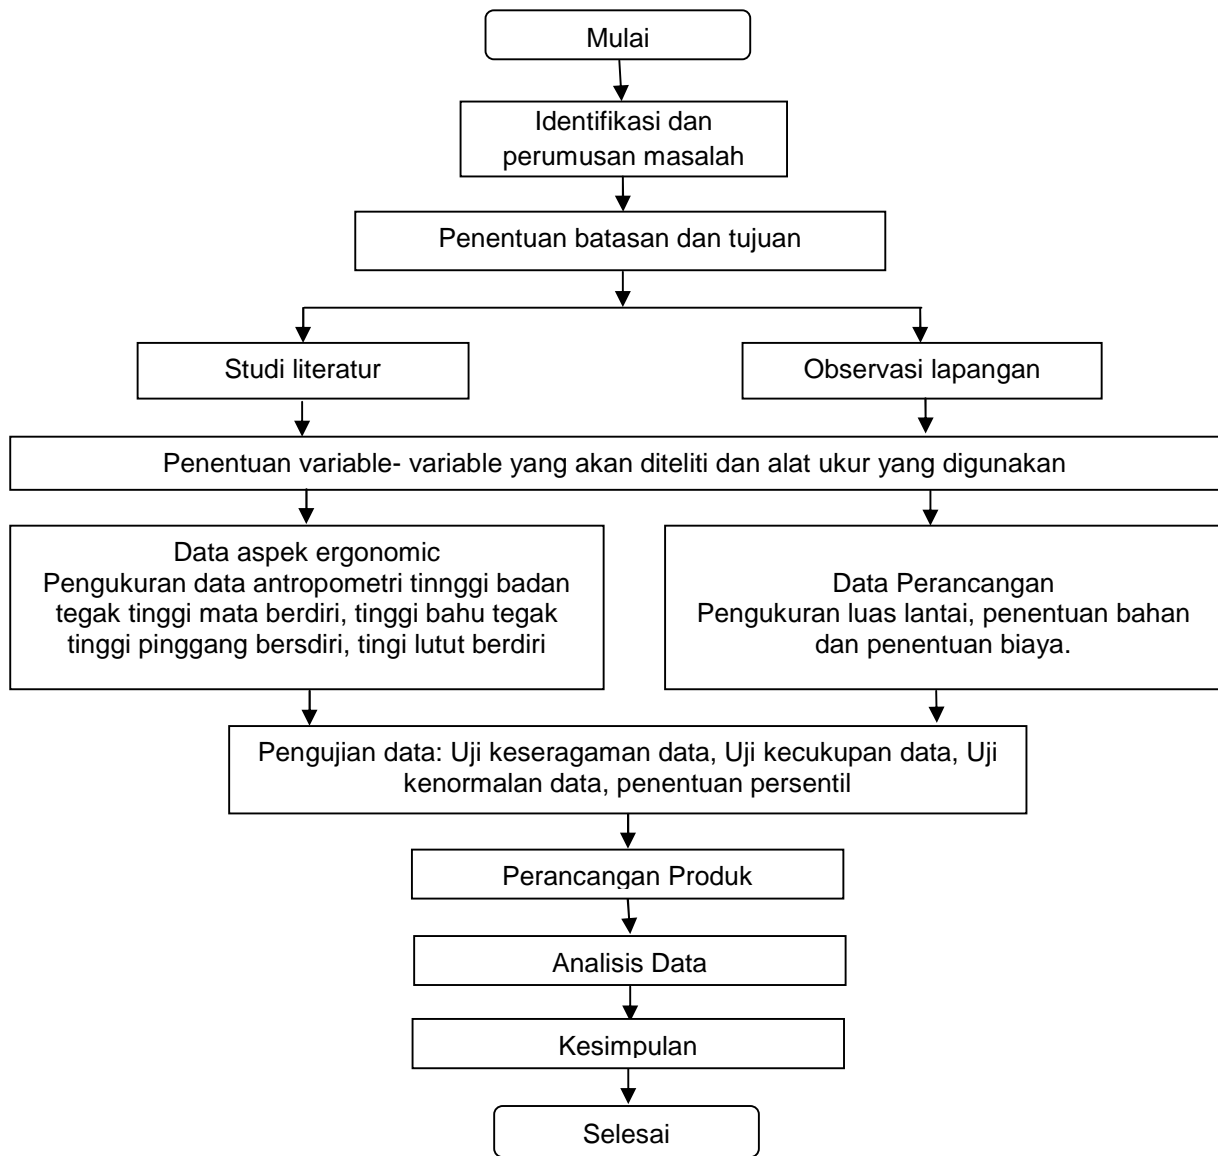 Mulai
Identifikasi dan
perumusan masalah
Penentuan batasan dan tujuan
Studi literatur
Observasi lapangan
Penentuan variable- variable yang akan diteliti dan alat ukur yang digunakan
Data aspek ergonomic
Pengukuran data antropometri tinnggi badan
tegak tinggi mata berdiri, tinggi bahu tegak
tinggi pinggang bersdiri, tingi lutut berdiri
Data Perancangan
Pengukuran luas lantai, penentuan bahan
dan penentuan biaya.
Pengujian data: Uji keseragaman data, Uji kecukupan data, Uji
kenormalan data, penentuan persentil
Perancangan Produk
Analisis Data
Kesimpulan
Selesai